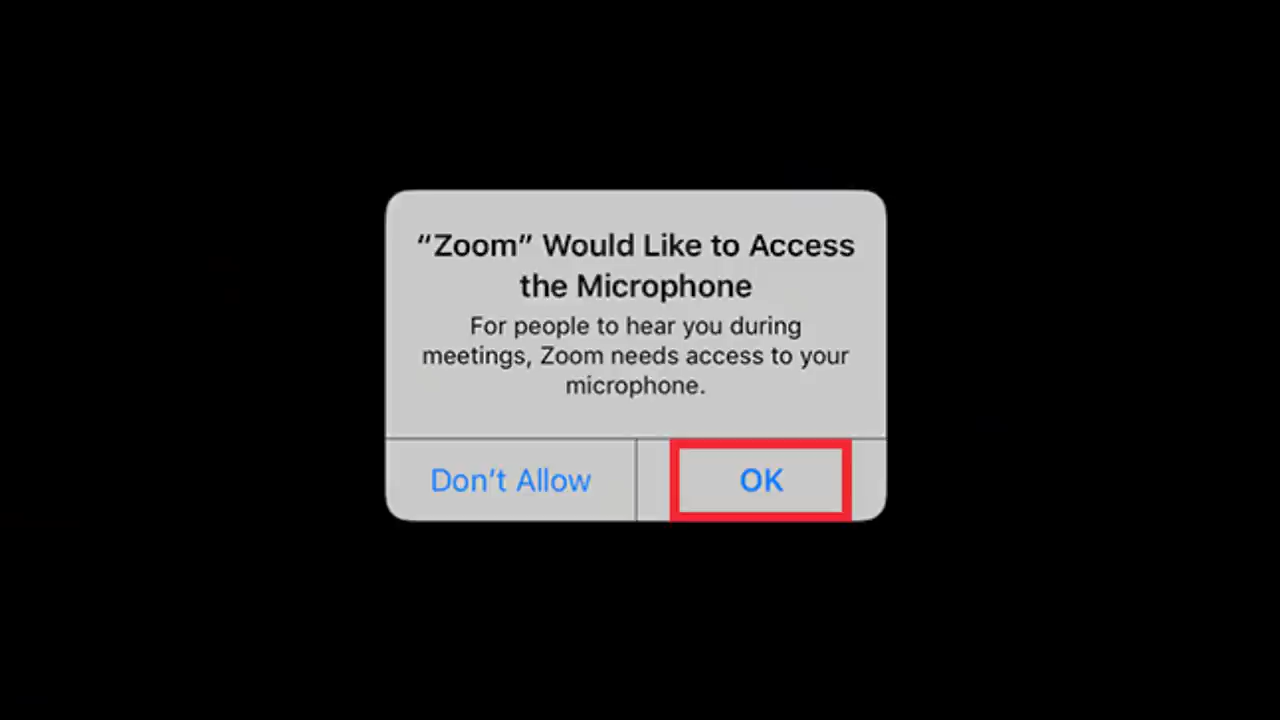 “Zoom” Would Like to Access
the Microphone
For people to hear you during
meetings, Zoom needs access to your
microphone.
Don’t Allow
OK